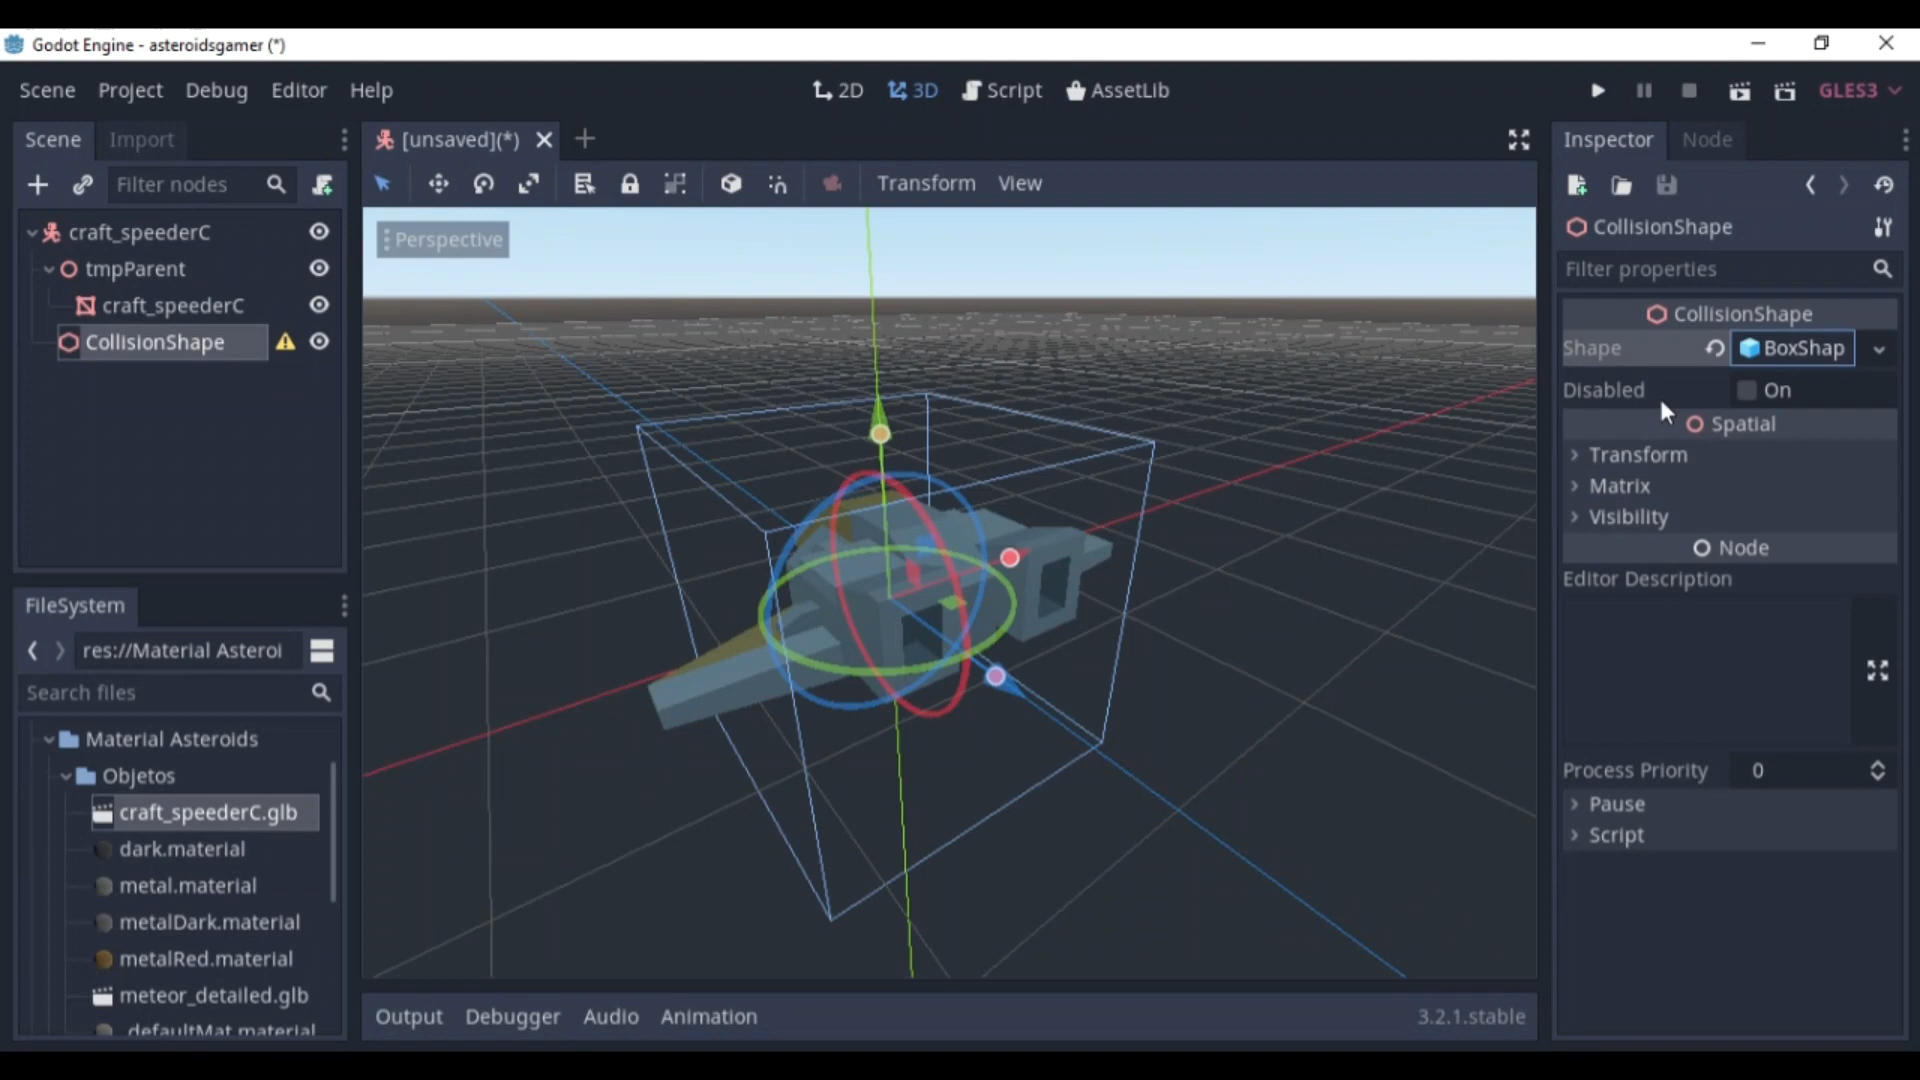 Godot Engine - asteroidsgamer (*)
Scene Project Debug Editor Help
2D 3D Script AssetLib
GLES3
Scene Import
[unsaved](*)
Inspector Node
Filter nodes
Transform View
craft_speederC
tmpParent
craft_speederC
CollisionShape
Perspective
CollisionShape
Filter properties
CollisionShape
Shape BoxShap
Disabled On
Spatial
Transform
Matrix
Visibility
Node
Editor Description
Process Priority 0
Pause
Script
FileSystem
res://Material Asteroi
Search files
Material Asteroids
Objetos
craft_speederC.glb
dark.material
metal.material
metalDark.material
metalRed.material
meteor_detailed.glb
_defaultMat.material
Output Debugger Audio Animation
3.2.1.stable